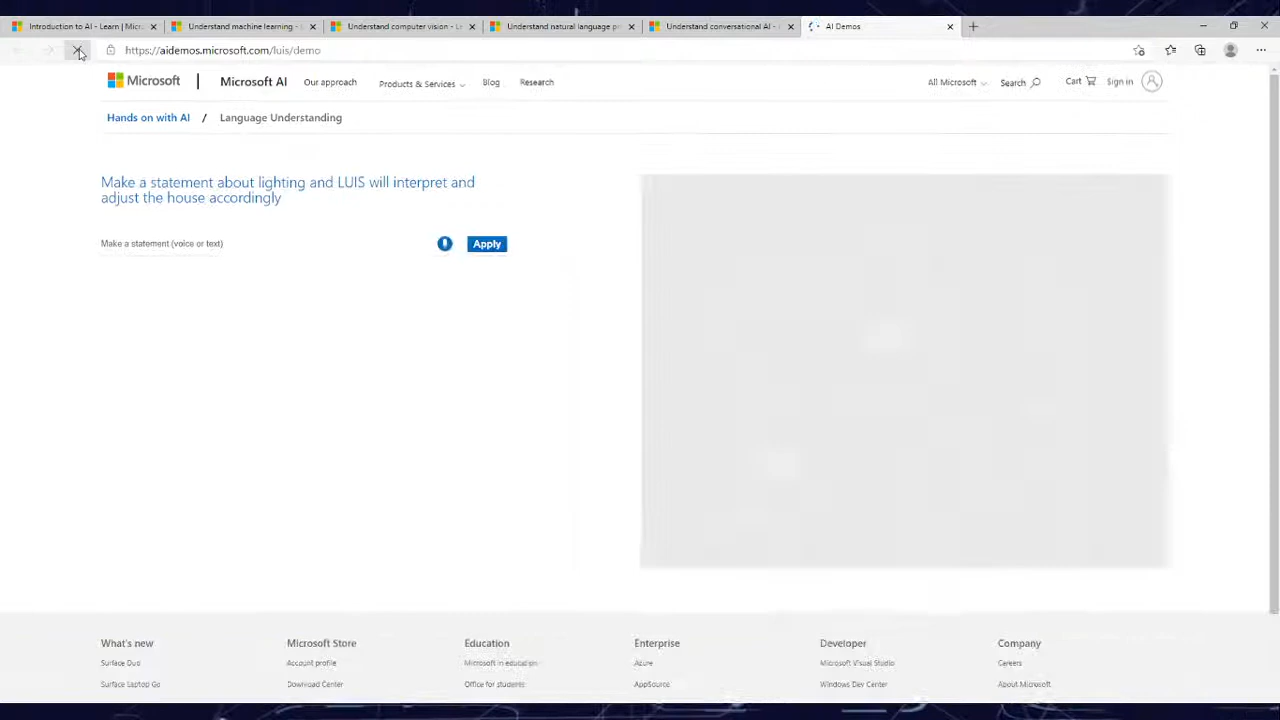 Introduction to AI - Learn | Micr...
Understand machine learning -
Understand computer vision - L
Understand natural language p
Understand conversational AI -
AI Demos
https://aidemos.microsoft.com/luis/demo
Microsoft
Microsoft AI
Our approach
Products & Services
Blog
Research
All Microsoft
Search
Cart
Sign in
Hands on with AI / Language Understanding
Make a statement about lighting and LUIS will interpret and
adjust the house accordingly
Make a statement (voice or text)
Apply
What's new
Microsoft Store
Education
Enterprise
Developer
Company
Surface Duo
Account profile
Microsoft in education
Azure
Microsoft Visual Studio
Careers
Surface Laptop Go
Download Center
Office for students
AppSource
Windows Dev Center
About Microsoft